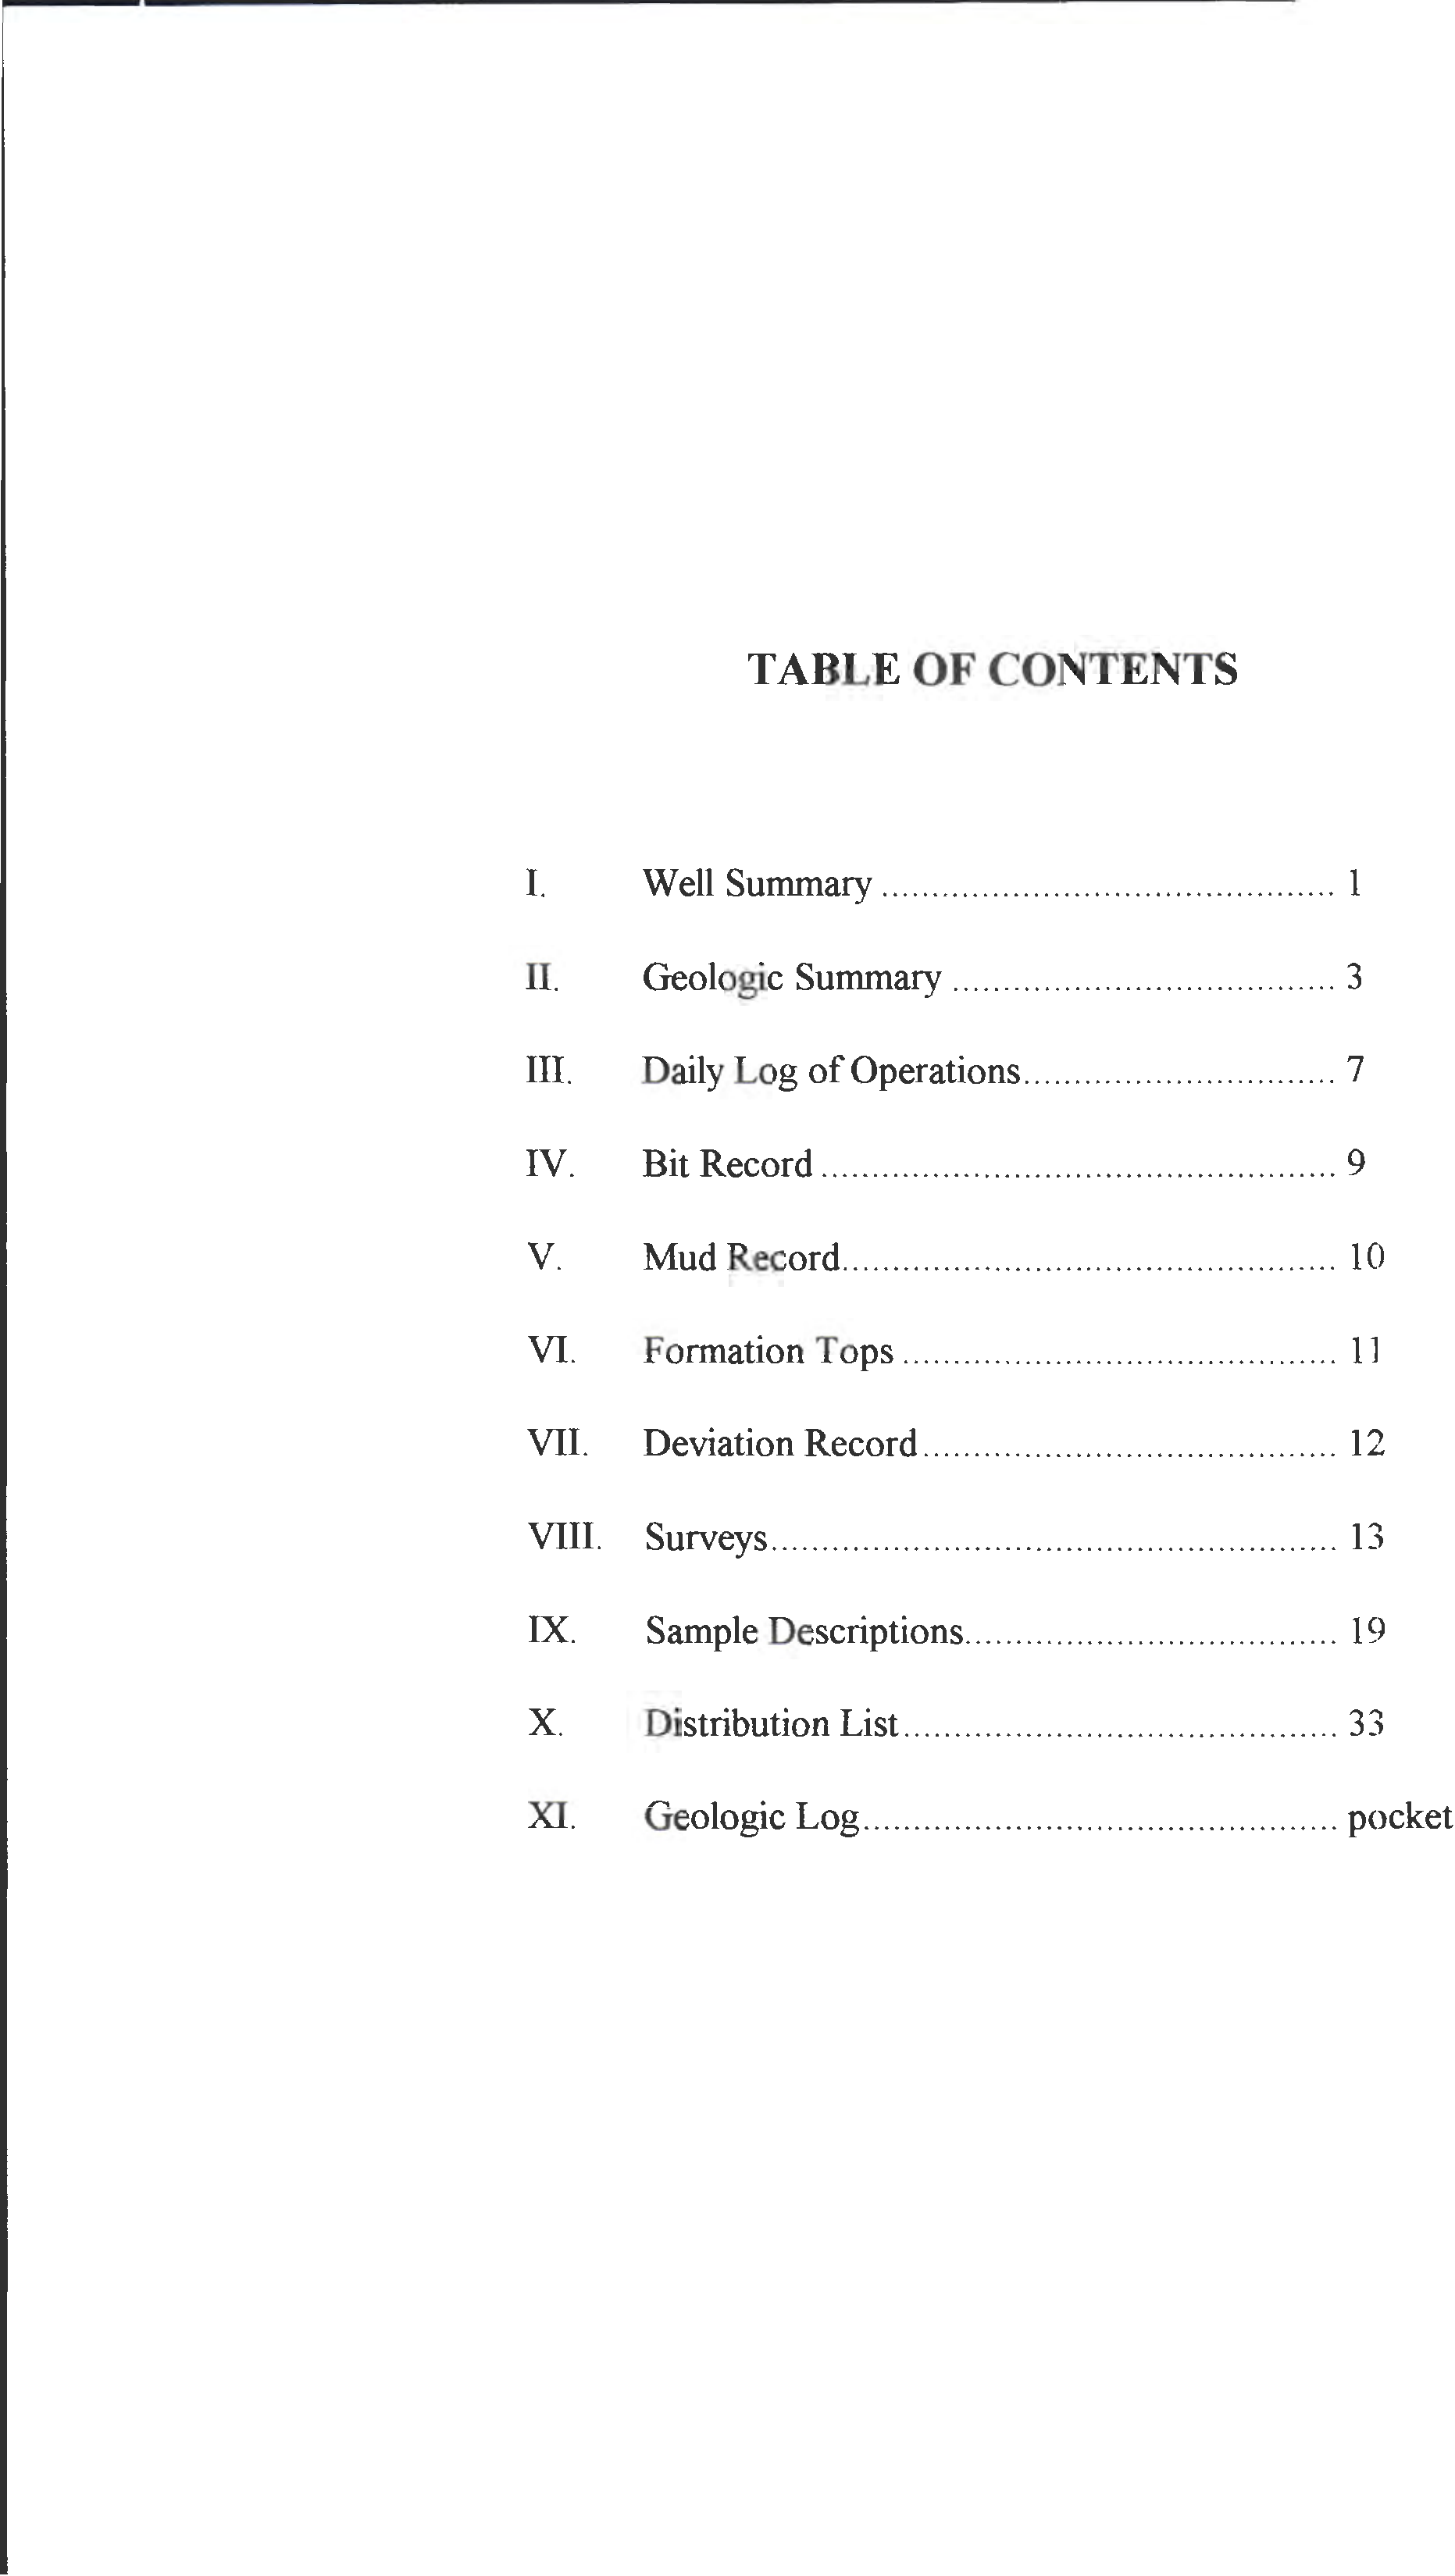 TABLE OF CONTENTS
I. Well Summary ............................................. 1
II. Geologic Summary ...................................... 3
III. Daily Log of Operations............................... 7
IV. Bit Record ................................................... 9
V. Mud Record................................................. 10
VI. Formation Tops ........................................... 11
VII. Deviation Record......................................... 12
VIII. Surveys........................................................ 13
IX. Sample Descriptions..................................... 19
X. Distribution List........................................... 33
XI. Geologic Log............................................... pocket